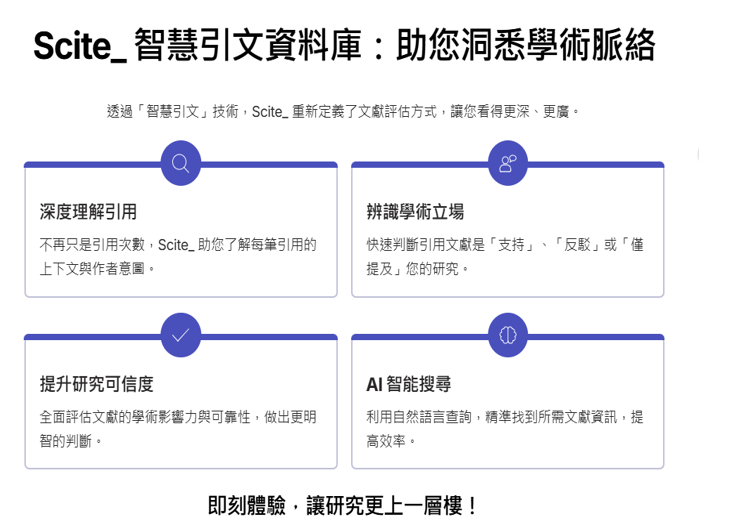 Scite_ 智慧引文資料庫：助您洞悉學術脈絡
透過「智慧引文」技術，Scite_ 重新定義了文獻評估方式，讓您看得更深、更廣。
深度理解引用
不再只是引用次數，Scite_ 助您了解每筆引用的
上下文與作者意圖。
辨識學術立場
快速判斷引用文獻是「支持」、「反駁」或「僅
提及」您的研究。
提升研究可信度
全面評估文獻的學術影響力與可靠性，做出更明
智的判斷。
AI 智能搜尋
利用自然語言查詢，精準找到所需文獻資訊，提
高效率。
即刻體驗，讓研究更上一層樓！